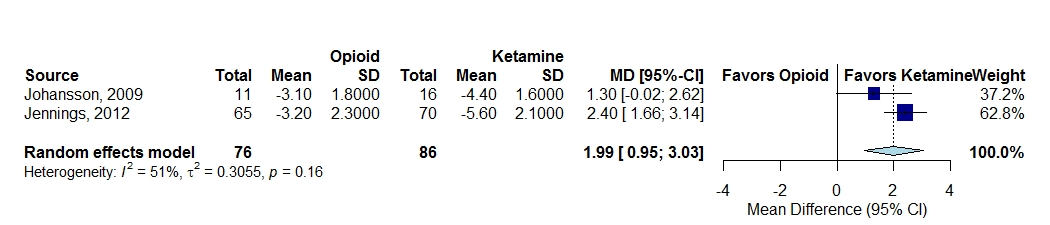 Opioid Ketamine
Source Total Mean SD Total Mean SD MD [95%-CI] Favors Opioid Favors KetamineWeight
Johansson, 2009 11 -3.10 1.8000 16 -4.40 1.6000 1.30 [-0.02; 2.62] 37.2%
Jennings, 2012 65 -3.20 2.3000 70 -5.60 2.1000 2.40 [ 1.66; 3.14] 62.8%
Random effects model 76 86 1.99 [ 0.95; 3.03] 100.0%
Heterogeneity: I² = 51%, τ² = 0.3055, p = 0.16
-4 -2 0 2 4
Mean Difference (95% CI)